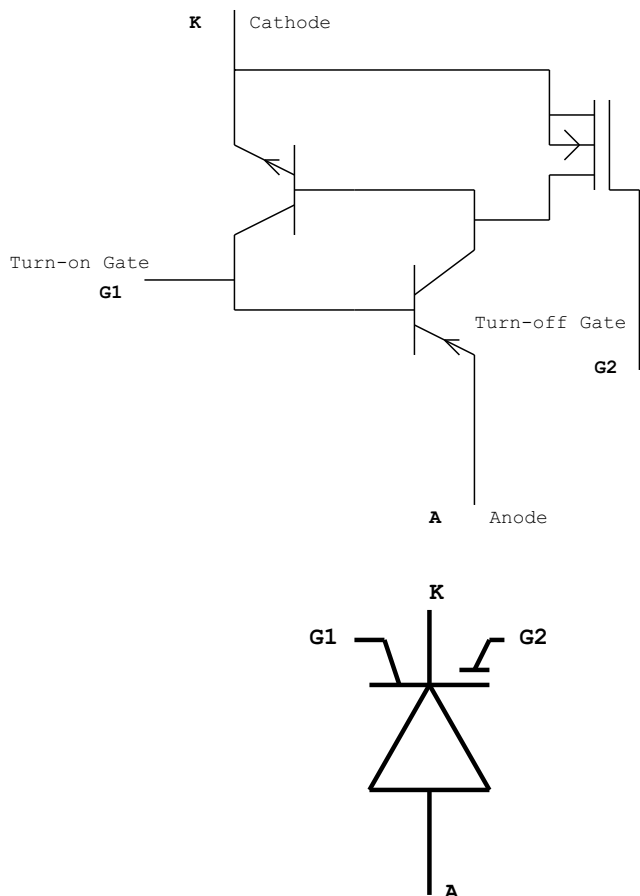 K Cathode
Turn-on Gate
G1
Turn-off Gate
G2
A Anode
K
G1 G2
A